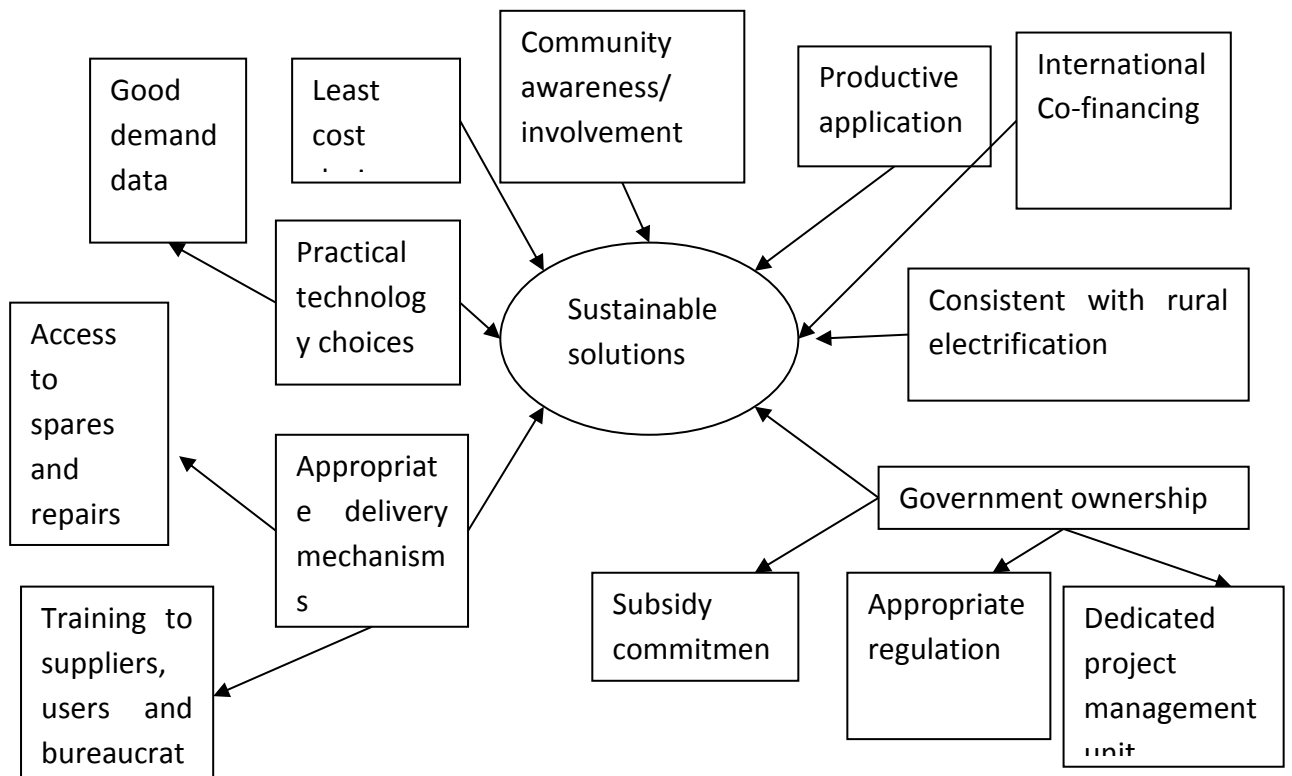 Good
demand
data
Least
cost
Community
awareness/
involvement
Productive
application
International
Co-financing
Practical
technolog
y choices
Sustainable
solutions
Consistent with rural
electrification
Access
to
spares
and
repairs
Appropriat
e delivery
mechanism
s
Government ownership
Training to
suppliers,
users and
bureaucrat
Subsidy
commitmen
Appropriate
regulation
Dedicated
project
management
unit